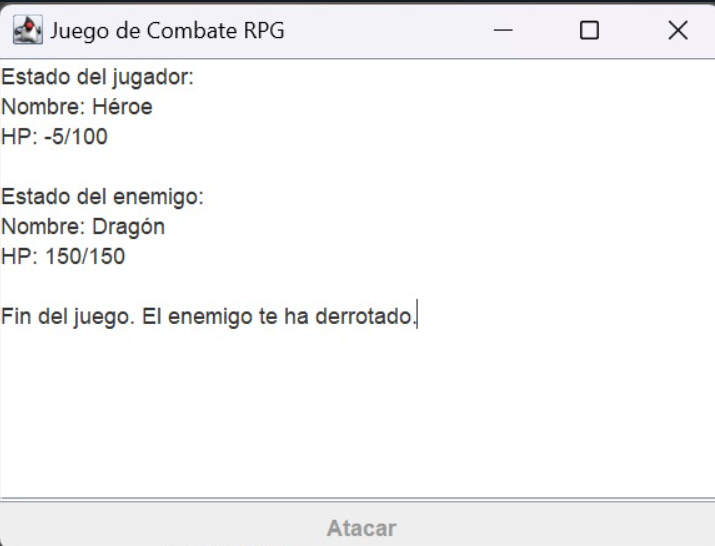 Juego de Combate RPG
Estado del jugador:
Nombre: Héroe
HP: -5/100
Estado del enemigo:
Nombre: Dragón
HP: 150/150
Fin del juego. El enemigo te ha derrotado.
Atacar